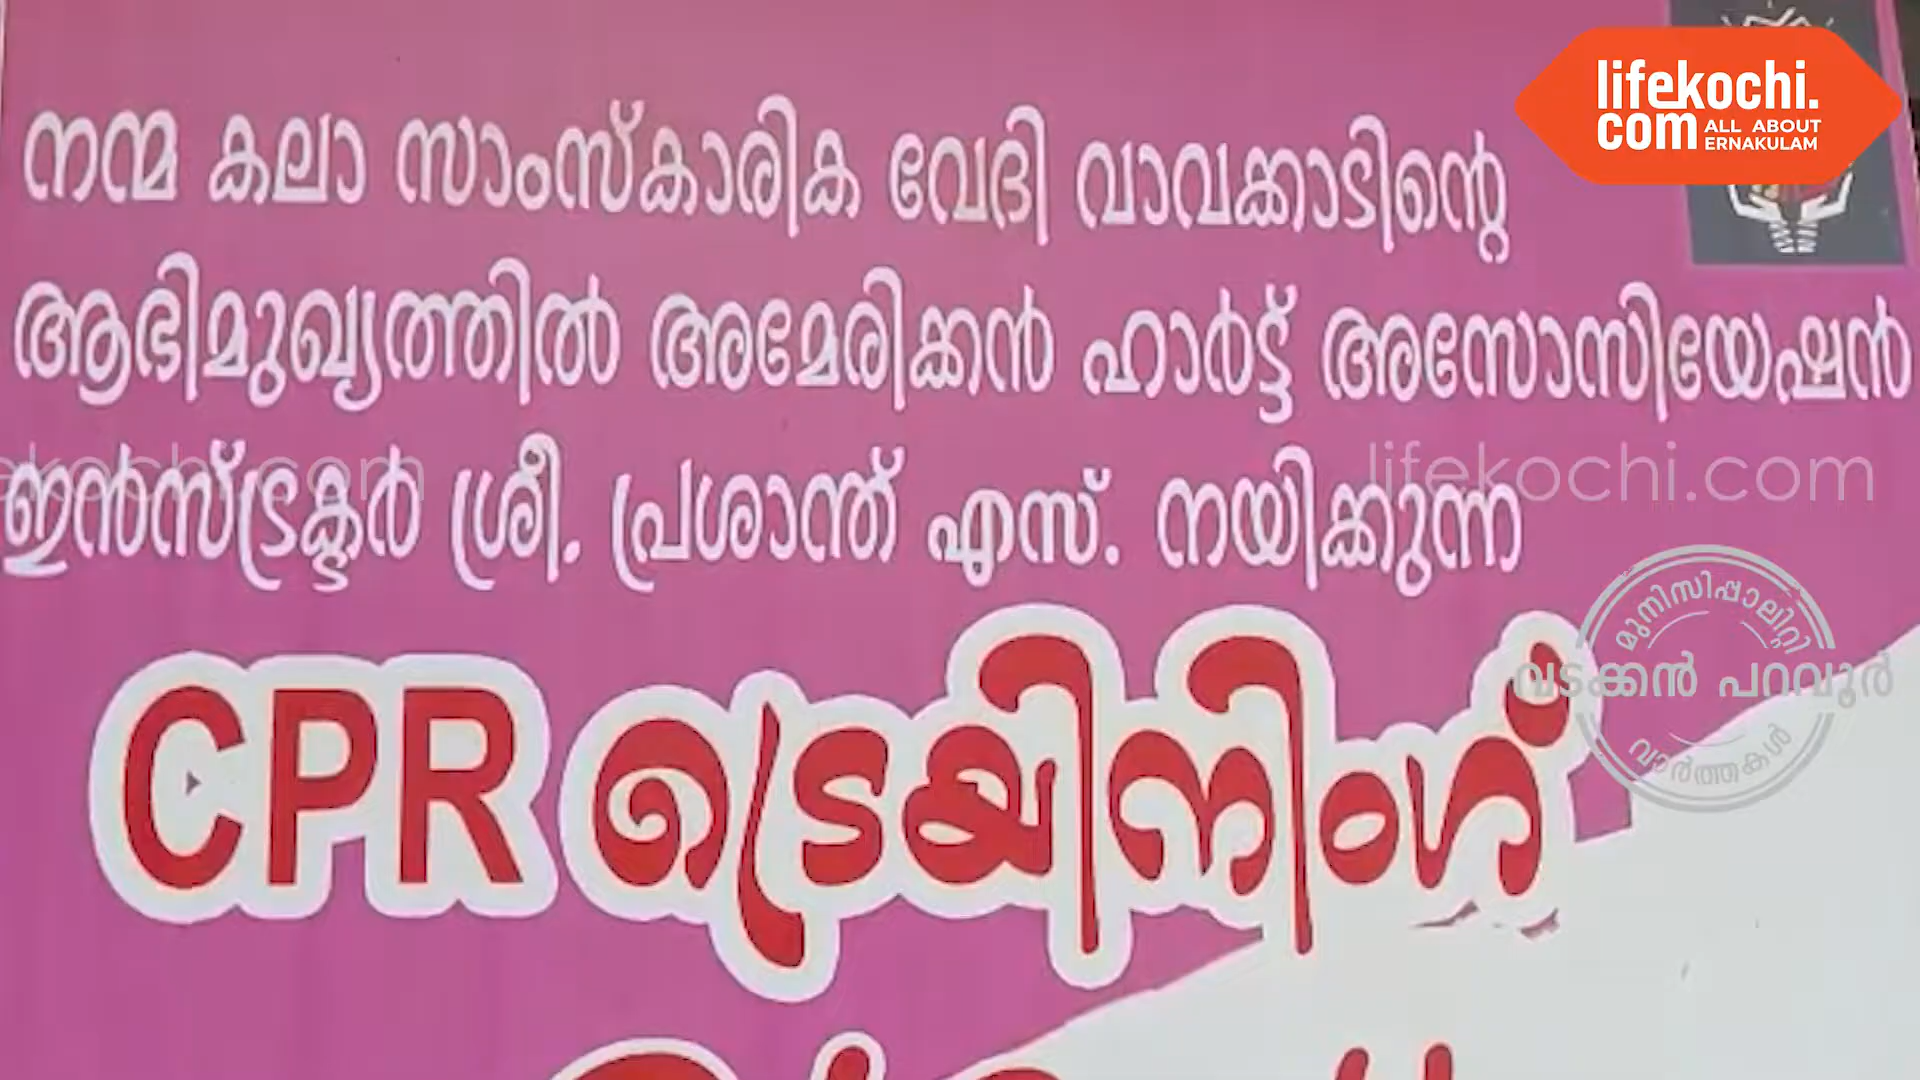 lifekochi.
com ALL ABOUT
ERNAKULAM
നന്മ കലാ സാംസ്കാരിക വേദി വാവക്കാടിന്റെ
ആഭിമുഖ്യത്തിൽ അമേരിക്കൻ ഹാർട്ട് അസോസിയേഷൻ
ഇൻസ്ട്രക്ടർ ശ്രീ. പ്രശാന്ത് എസ്. നയിക്കുന്ന
lifekochi.com
മുനിസിപ്പാലിറ്റി
വടക്കൻ പറവൂർ
വാർത്തകൾ
CPR ട്രെയിനിംഗ്